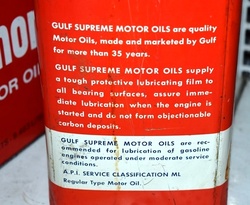 GULF SUPREME MOTOR OILS are quality
Motor Oils, made and marketed by Gulf
for more than 35 years.
GULF SUPREME MOTOR OILS supply
a tough protective lubricating film to
all bearing surfaces, assure imme-
diate lubrication when the engine is
started and do not form objectionable
carbon deposits.
GULF SUPREME MOTOR OILS are rec-
ommended for lubrication of gasoline
engines operated under moderate service
conditions.
A.P.I. SERVICE CLASSIFICATION ML
Regular Type Motor Oil.
OR OIL